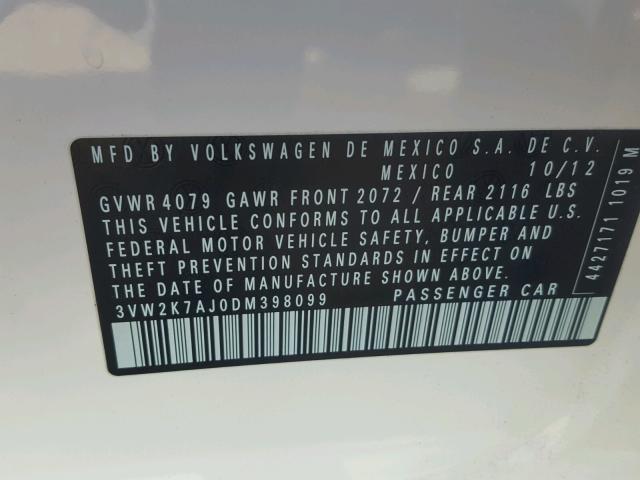 MFD BY VOLKSWAGEN DE MEXICO S.A. DE C.V.
MEXICO 10/12
GVWR 4079 GAWR FRONT 2072 / REAR 2116 LBS
THIS VEHICLE CONFORMS TO ALL APPLICABLE U.S.
FEDERAL MOTOR VEHICLE SAFETY, BUMPER AND
THEFT PREVENTION STANDARDS IN EFFECT ON
THE DATE OF MANUFACTURE SHOWN ABOVE.
3VW2K7AJ0DM398099 PASSENGER CAR
44271171 1019 M